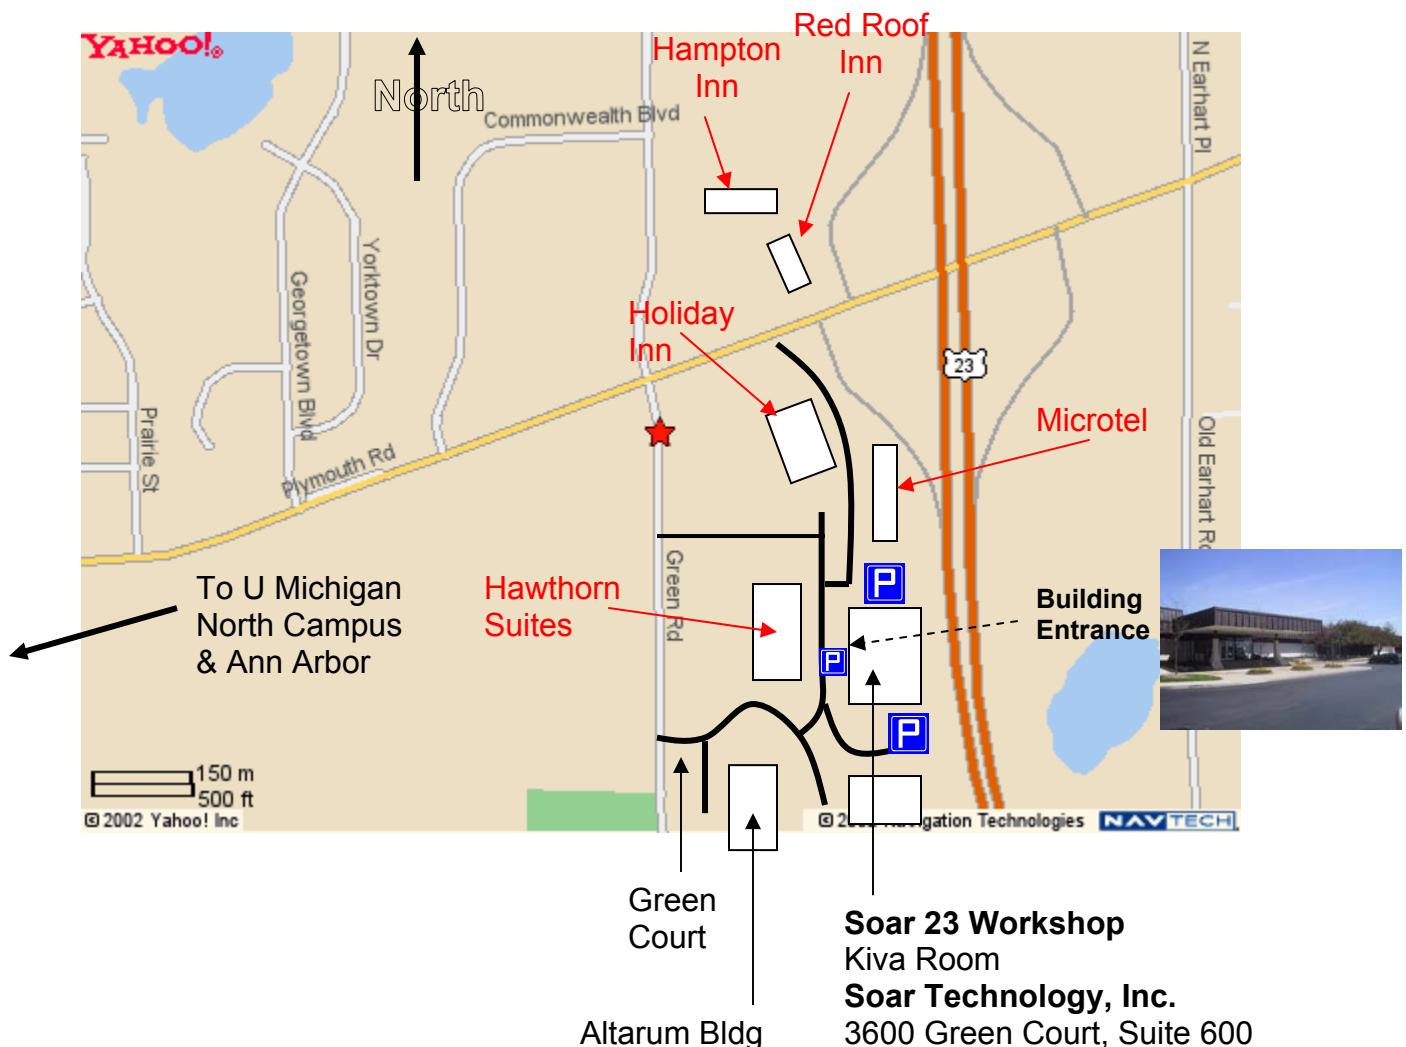 Red Roof
Inn
Hampton
Inn
YAHOO!®
North
Commonwealth Blvd
N Earhart Pl
Yorktown Dr
Georgetown Blvd
Holiday
Inn
23
Prairie St
Plymouth Rd
Microtel
Old Earhart Rd
Green Rd
To U Michigan
North Campus
& Ann Arbor
Hawthorn
Suites
P
Building
Entrance
P
P
150 m
500 ft
© 2002 Yahoo! Inc
Navigation Technologies
NAVTECH
Green
Court
Soar 23 Workshop
Kiva Room
Soar Technology, Inc.
Altarum Bldg
3600 Green Court, Suite 600